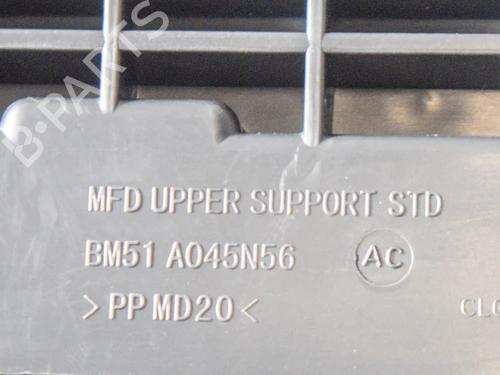 B-PARTS
MFD UPPER SUPPORT STD
BM51 A045N56 AC
>PP MD20<